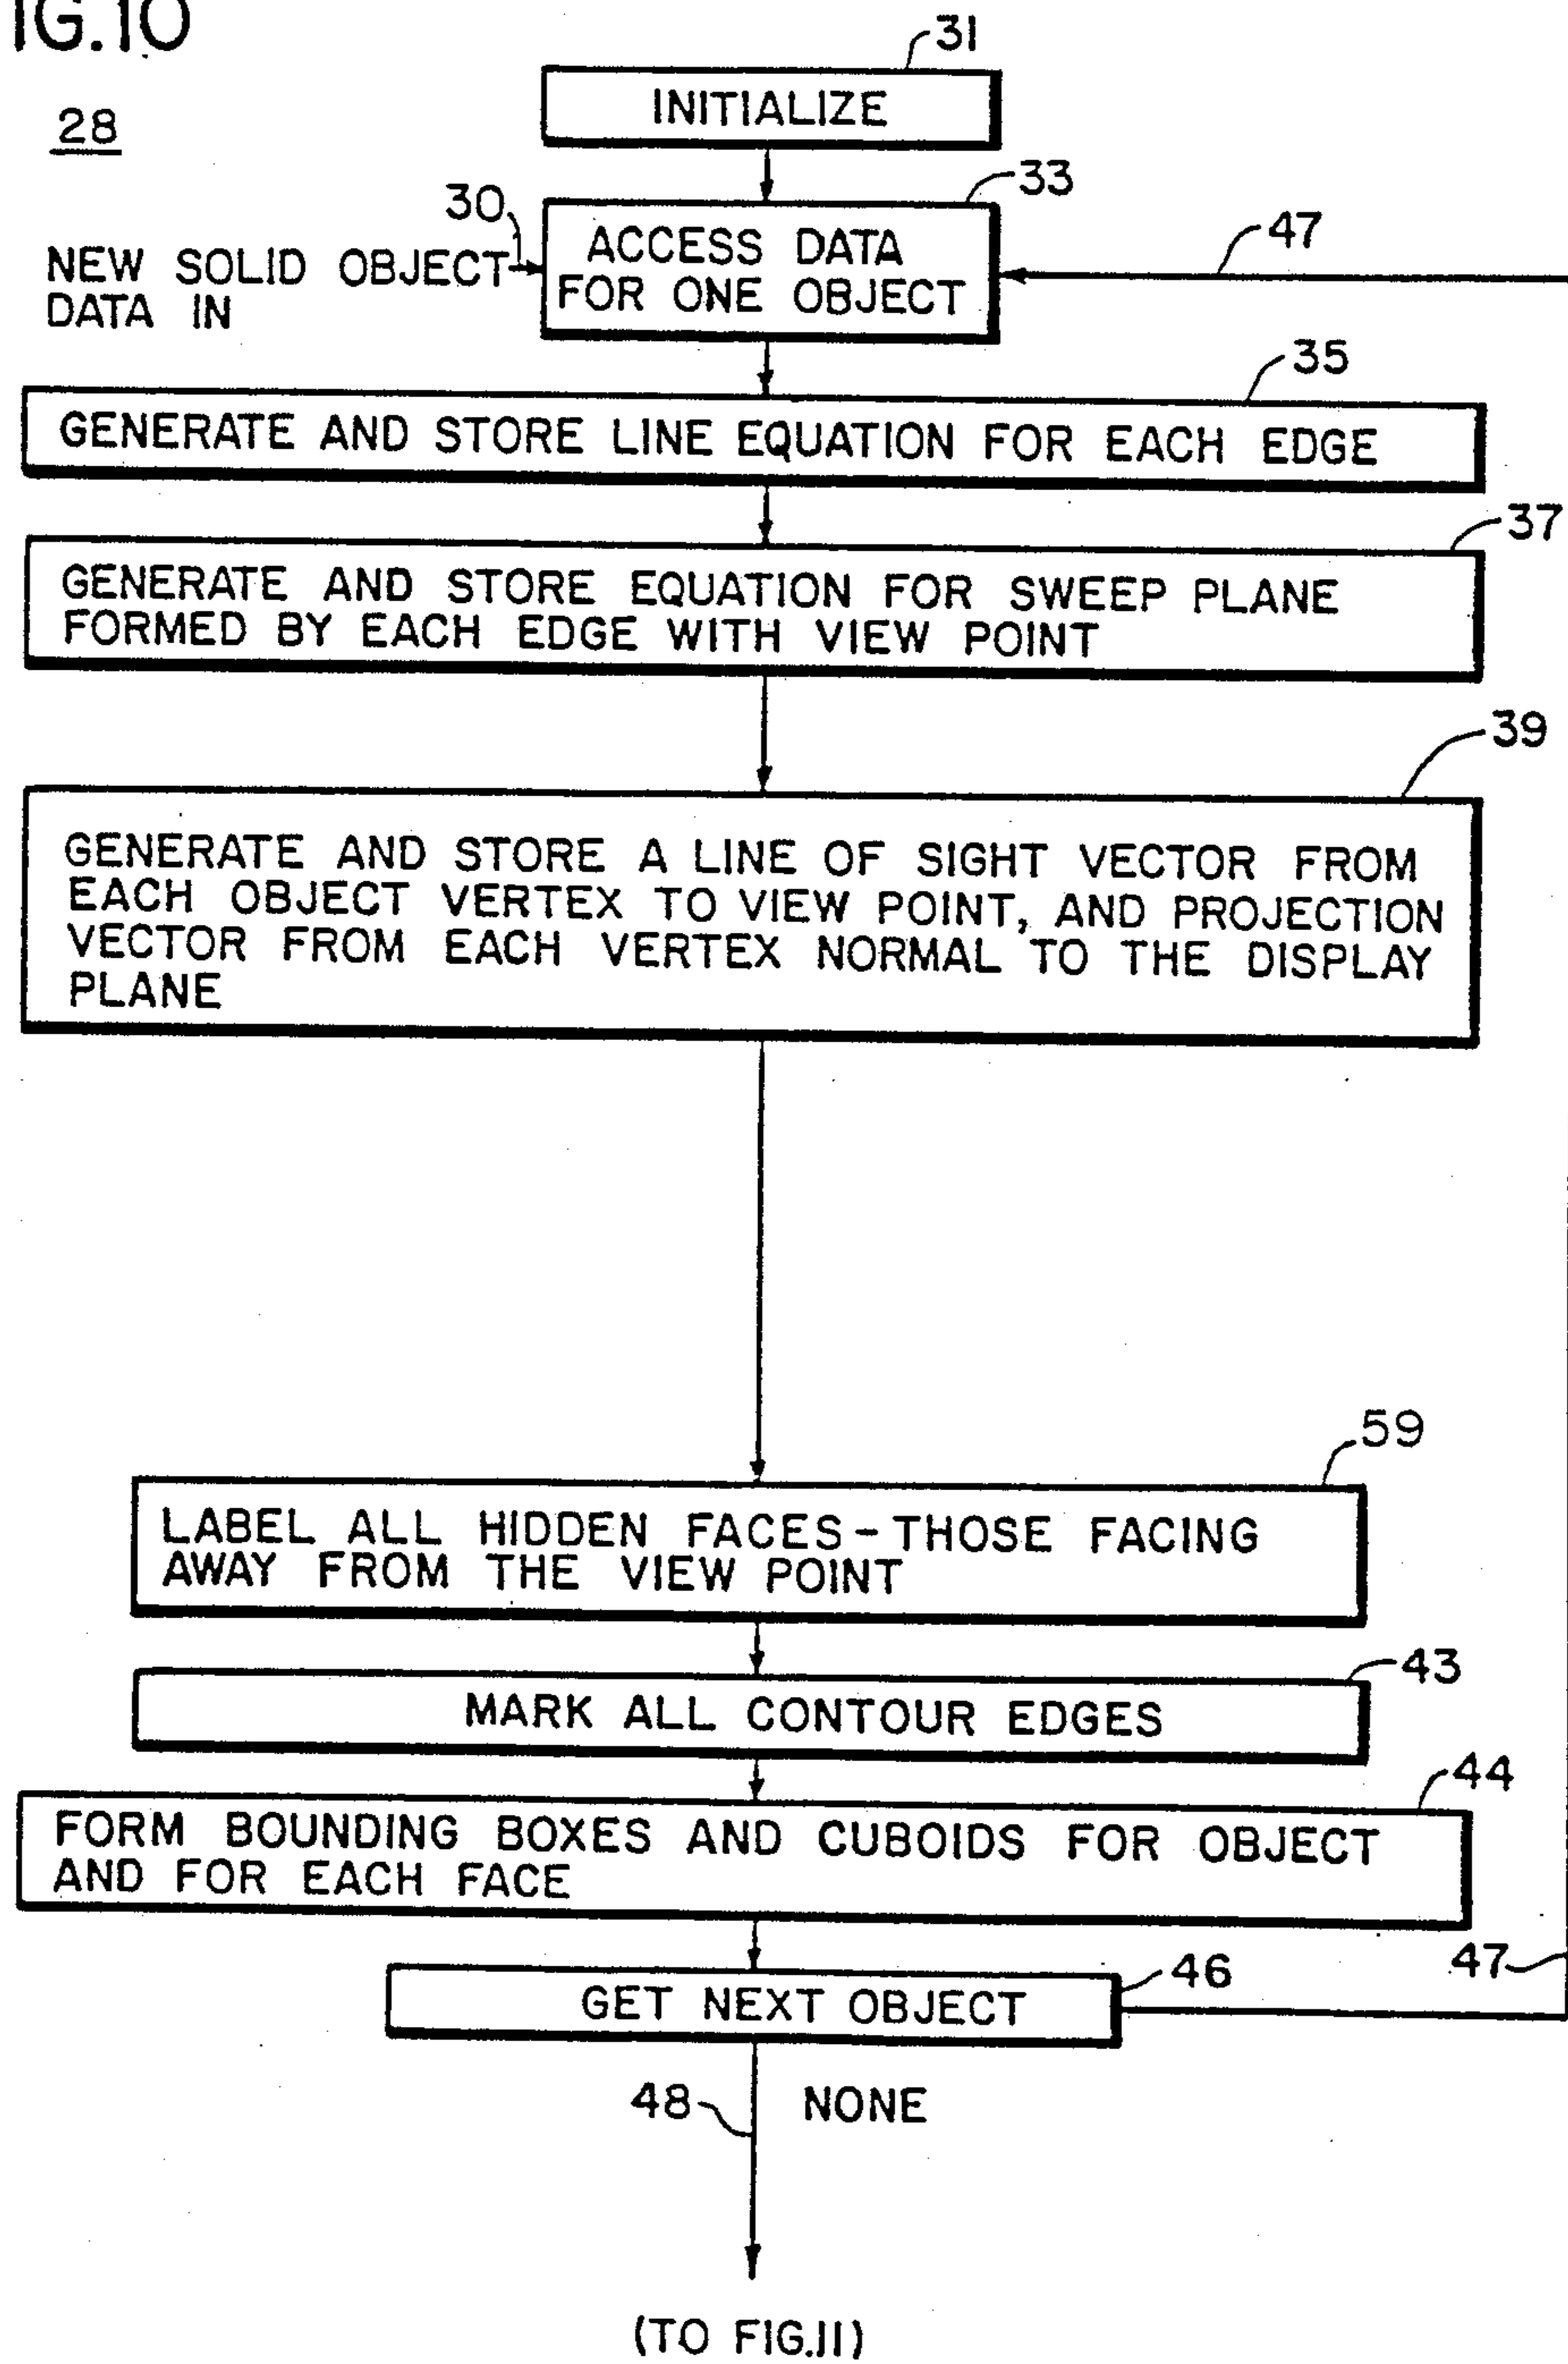 IG.10
28
31
INITIALIZE
33
30
NEW SOLID OBJECT
DATA IN
ACCESS DATA
FOR ONE OBJECT
47
35
GENERATE AND STORE LINE EQUATION FOR EACH EDGE
37
GENERATE AND STORE EQUATION FOR SWEEP PLANE
FORMED BY EACH EDGE WITH VIEW POINT
39
GENERATE AND STORE A LINE OF SIGHT VECTOR FROM
EACH OBJECT VERTEX TO VIEW POINT, AND PROJECTION
VECTOR FROM EACH VERTEX NORMAL TO THE DISPLAY
PLANE
59
LABEL ALL HIDDEN FACES - THOSE FACING
AWAY FROM THE VIEW POINT
43
MARK ALL CONTOUR EDGES
44
FORM BOUNDING BOXES AND CUBOIDS FOR OBJECT
AND FOR EACH FACE
47
46
GET NEXT OBJECT
48
NONE
(TO FIG.11)